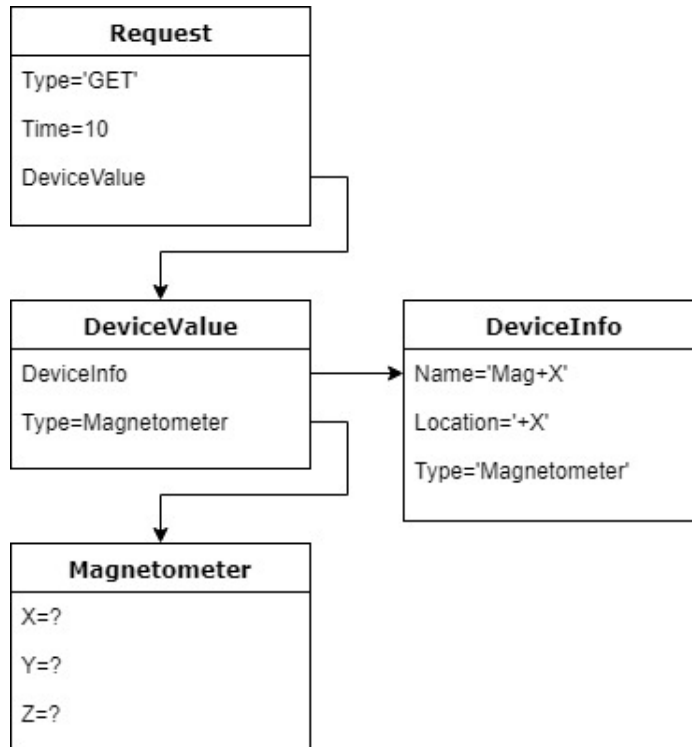 Request
Type='GET'
Time=10
DeviceValue
DeviceValue
DeviceInfo
Type=Magnetometer
DeviceInfo
Name='Mag+X'
Location='+X'
Type='Magnetometer'
Magnetometer
X=?
Y=?
Z=?